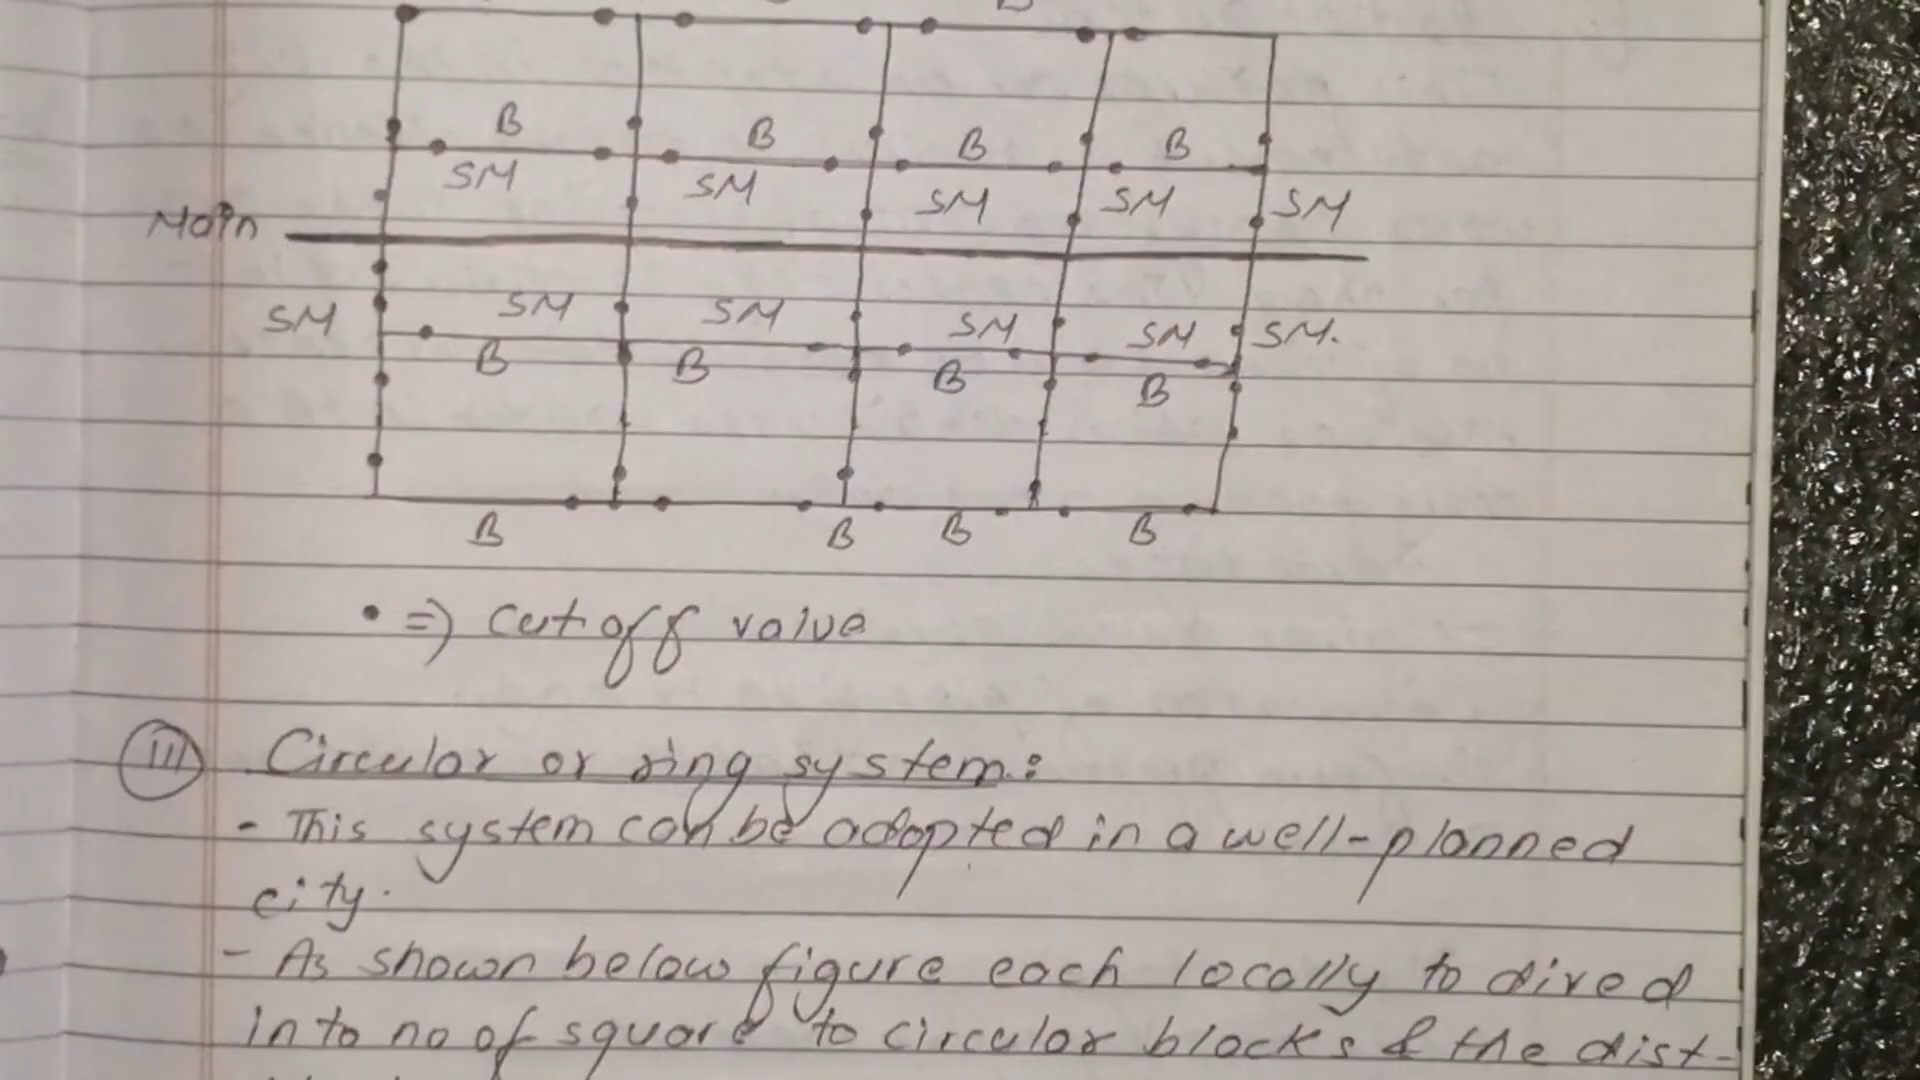 B
B B B B
SM SM SM SM SM
Main
SM SM SM SM SM SM.
B B B B
B B B B
• => cut off valve
(iii) Circular or ring system:
- This system can be adopted in a well-planned
city.
- As shown below figure each locally to dived
in to no of square to circular blocks & the dist-